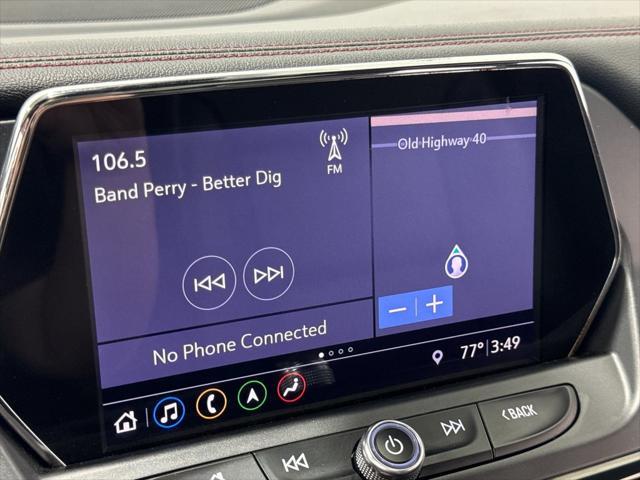 106.5
FM
Band Perry - Better Dig
Old Highway 40
No Phone Connected
77° 3:49
BACK